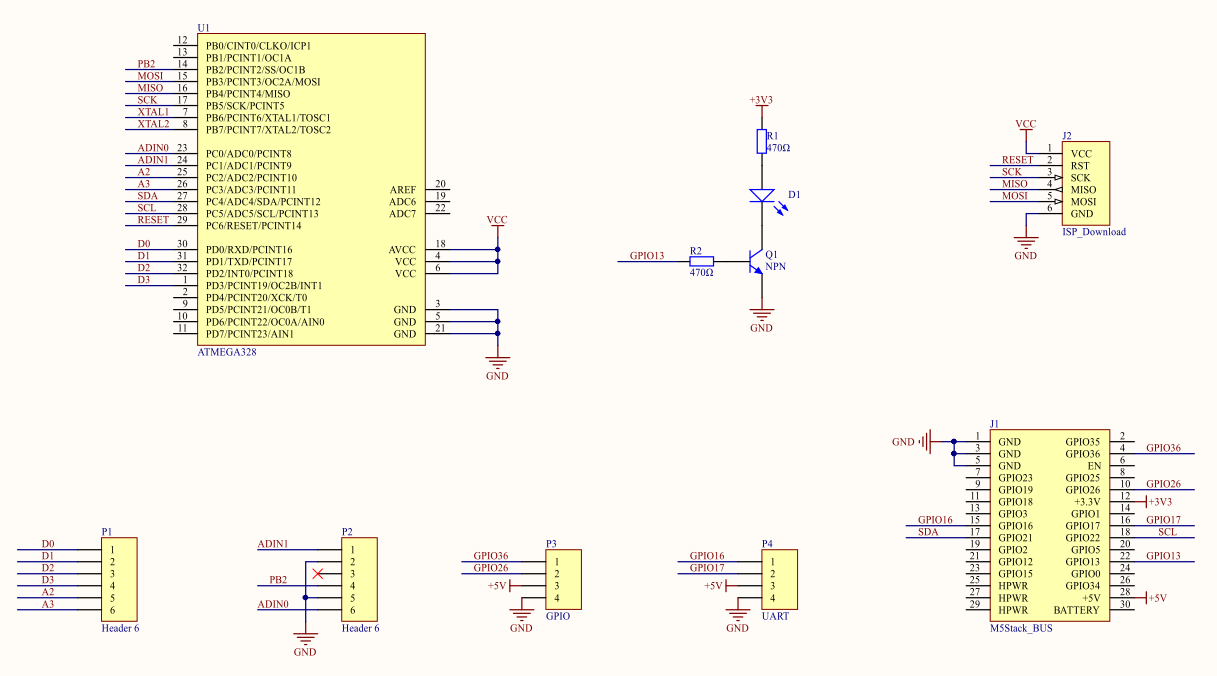 U1
12 PB0/CINT0/CLKO/ICP1
13 PB1/PCINT1/OC1A
PB2 14 PB2/PCINT2/SS/OC1B
MOSI 15 PB3/PCINT3/OC2A/MOSI
MISO 16 PB4/PCINT4/MISO
SCK 17 PB5/SCK/PCINT5
XTAL1 7 PB6/PCINT6/XTAL1/TOSC1
XTAL2 8 PB7/PCINT7/XTAL2/TOSC2
ADIN0 23 PC0/ADC0/PCINT8
ADIN1 24 PC1/ADC1/PCINT9
A2 25 PC2/ADC2/PCINT10
A3 26 PC3/ADC3/PCINT11
SDA 27 PC4/ADC4/SDA/PCINT12
SCL 28 PC5/ADC5/SCL/PCINT13
RESET 29 PC6/RESET/PCINT14
D0 30 PD0/RXD/PCINT16
D1 31 PD1/TXD/PCINT17
D2 32 PD2/INT0/PCINT18
D3 1 PD3/PCINT19/OC2B/INT1
2 PD4/PCINT20/XCK/T0
9 PD5/PCINT21/OC0B/T1
10 PD6/PCINT22/OC0A/AIN0
11 PD7/PCINT23/AIN1
AREF 20
ADC6 19
ADC7 22
VCC
AVCC 18
VCC 4
VCC 6
GND 3
GND 5
GND 21
GND
ATMEGA328
+3V3
R1
470Ω
D1
GPIO13
R2
470Ω
Q1
NPN
GND
VCC
J2
1 VCC
RESET 2 RST
SCK 3 SCK
MISO 4 MISO
MOSI 5 MOSI
6 GND
ISP_Download
GND
P1
D0 1
D1 2
D2 3
D3 4
A2 5
A3 6
Header 6
P2
ADIN1 1
2
3
PB2 4
5
ADIN0 6
Header 6
GND
P3
GPIO36 1
GPIO26 2
+5V 3
4
GPIO
GND
P4
GPIO16 1
GPIO17 2
+5V 3
4
UART
GND
J1
GND 1 GND GPIO35 2
3 GND GPIO36 4 GPIO36
5 GND EN 6
7 GPIO23 GPIO25 8
9 GPIO19 GPIO26 10 GPIO26
11 GPIO18 +3.3V 12 +3V3
13 GPIO3 GPIO1 14
GPIO16 15 GPIO16 GPIO17 16 GPIO17
SDA 17 GPIO21 GPIO22 18 SCL
19 GPIO2 GPIO5 20
21 GPIO12 GPIO13 22 GPIO13
23 GPIO15 GPIO0 24
25 HPWR GPIO34 26
27 HPWR +5V 28 +5V
29 HPWR BATTERY 30
M5Stack_BUS